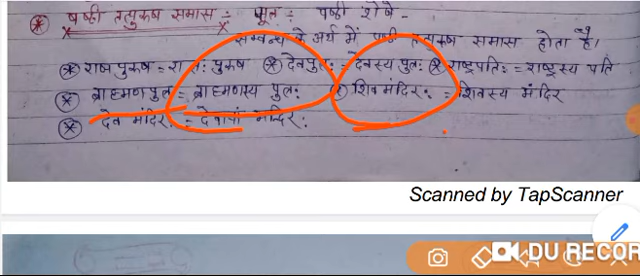 षष्ठी तत्पुरुष समास : सूत्र : षष्ठी शेषे -
सम्बन्ध के अर्थ में षष्ठी तत्पुरुष समास होता है।
राजपुरुष = राज्ञः पुरुष देवपुत्रः = देवस्य पुत्रः राष्ट्रपतिः = राष्ट्रस्य पति
ब्राह्मणपुत्र = ब्राह्मणस्य पुत्रः शिवमंदिरः = शिवस्य मंदिर
देव मंदिरः = देवानां मन्दिरः
Scanned by TapScanner
DU RECOR